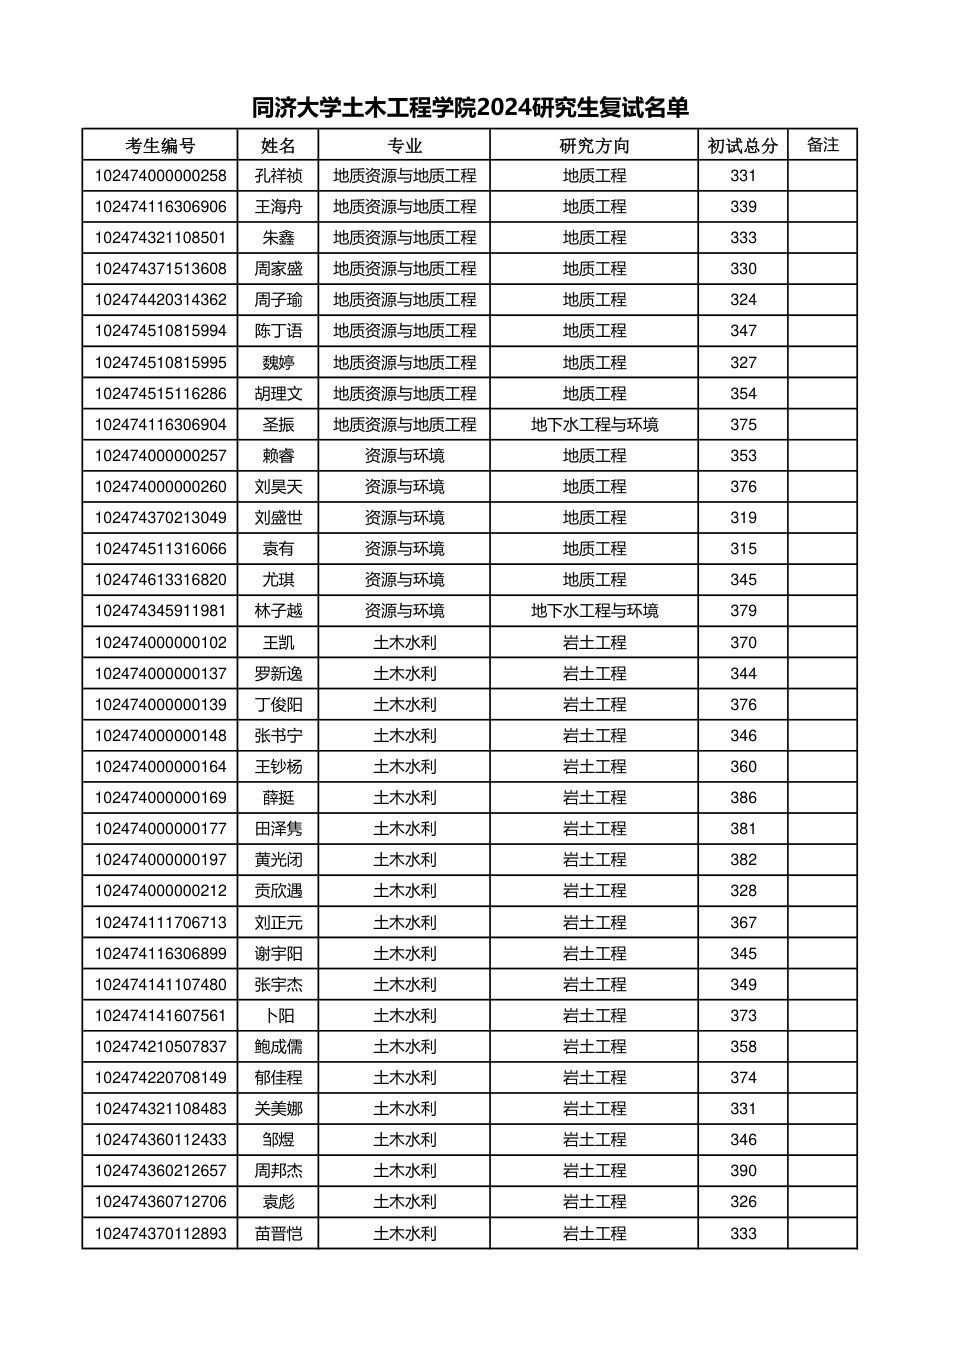 同济大学土木工程学院2024研究生复试名单
考生编号 姓名 专业 研究方向 初试总分 备注
102474000000258 孔祥祯 地质资源与地质工程 地质工程 331
102474116306906 王海舟 地质资源与地质工程 地质工程 339
102474321108501 朱鑫 地质资源与地质工程 地质工程 333
102474371513608 周家盛 地质资源与地质工程 地质工程 330
102474420314362 周子瑜 地质资源与地质工程 地质工程 324
102474510815994 陈丁语 地质资源与地质工程 地质工程 347
102474510815995 魏婷 地质资源与地质工程 地质工程 327
102474515116286 胡理文 地质资源与地质工程 地质工程 354
102474116306904 圣振 地质资源与地质工程 地下水工程与环境 375
102474000000257 赖睿 资源与环境 地质工程 353
102474000000260 刘昊天 资源与环境 地质工程 376
102474370213049 刘盛世 资源与环境 地质工程 319
102474511316066 袁有 资源与环境 地质工程 315
102474613316820 尤琪 资源与环境 地质工程 345
102474345911981 林子越 资源与环境 地下水工程与环境 379
102474000000102 王凯 土木水利 岩土工程 370
102474000000137 罗新逸 土木水利 岩土工程 344
102474000000139 丁俊阳 土木水利 岩土工程 376
102474000000148 张书宁 土木水利 岩土工程 346
102474000000164 王钞杨 土木水利 岩土工程 360
102474000000169 薛挺 土木水利 岩土工程 386
102474000000177 田泽隽 土木水利 岩土工程 381
102474000000197 黄光闭 土木水利 岩土工程 382
102474000000212 贡欣遇 土木水利 岩土工程 328
102474111706713 刘正元 土木水利 岩土工程 367
102474116306899 谢宇阳 土木水利 岩土工程 345
102474141107480 张宇杰 土木水利 岩土工程 349
102474141607561 卜阳 土木水利 岩土工程 373
102474210507837 鲍成儒 土木水利 岩土工程 358
102474220708149 郁佳程 土木水利 岩土工程 374
102474321108483 关美娜 土木水利 岩土工程 331
102474360112433 邹煜 土木水利 岩土工程 346
102474360212657 周邦杰 土木水利 岩土工程 390
102474360712706 袁彪 土木水利 岩土工程 326
102474370112893 苗晋恺 土木水利 岩土工程 333